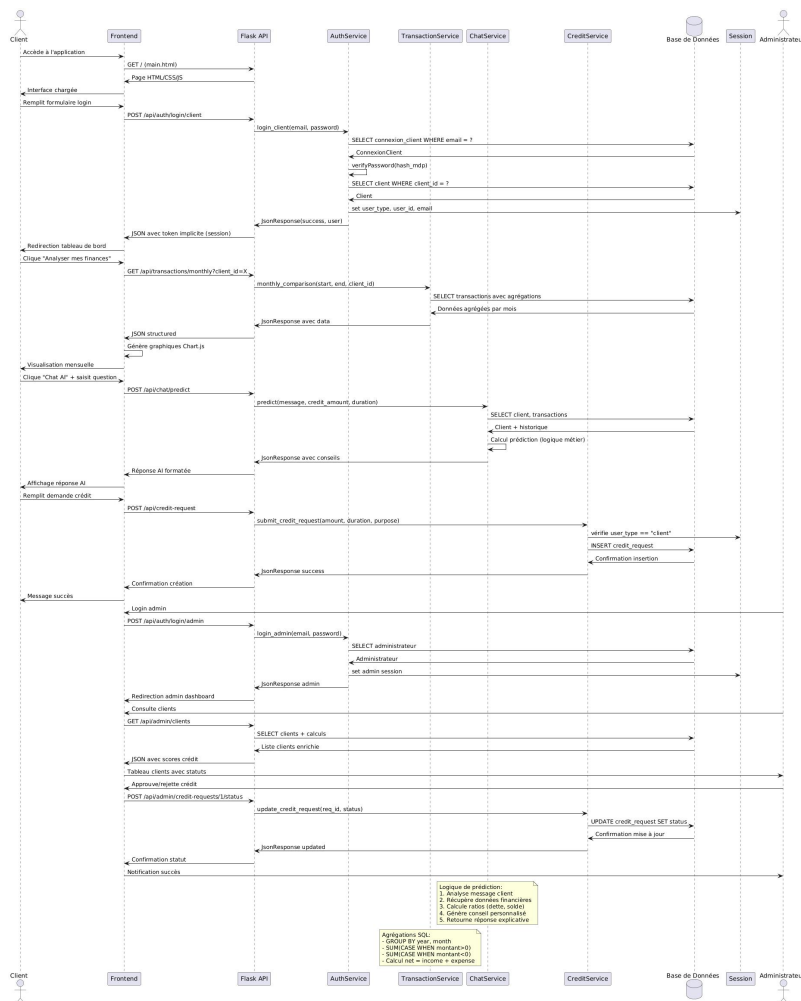 Client
Frontend
Flask API
AuthService
TransactionService
ChatService
CreditService
Base de Données
Session
Administrateur
Accède à l'application
GET / (main.html)
Page HTML/CSS/JS
Interface chargée
Remplit formulaire login
POST /api/auth/login/client
login_client(email, password)
SELECT connexion_client WHERE email = ?
ConnexionClient
verifyPassword(hash_mdp)
SELECT client WHERE client_id = ?
Client
set user_type, user_id, email
JsonResponse(success, user)
JSON avec token implicite (session)
Redirection tableau de bord
Clique "Analyser mes finances"
GET /api/transactions/monthly?client_id=X
monthly_comparison(start, end, client_id)
SELECT transactions avec agrégations
Données agrégées par mois
JsonResponse avec data
JSON structured
Génère graphiques Chart.js
Visualisation mensuelle
Clique "Chat AI" + saisit question
POST /api/chat/predict
predict(message, credit_amount, duration)
SELECT client, transactions
Client + historique
Calcul prédiction (logique métier)
JsonResponse avec conseils
Réponse AI formatée
Affichage réponse AI
Remplit demande crédit
POST /api/credit-request
submit_credit_request(amount, duration, purpose)
vérifie user_type == "client"
INSERT credit_request
Confirmation insertion
JsonResponse success
Confirmation création
Message succès
Login admin
POST /api/auth/login/admin
login_admin(email, password)
SELECT administrateur
Administrateur
set admin session
JsonResponse admin
Redirection admin dashboard
Consulte clients
GET /api/admin/clients
SELECT clients + calculs
Liste clients enrichie
JSON avec scores crédit
Tableau clients avec statuts
Approuve/rejette crédit
POST /api/admin/credit-requests/1/status
update_credit_request(req_id, status)
UPDATE credit_request SET status
Confirmation mise à jour
JsonResponse updated
Confirmation statut
Notification succès
Logique de prédiction:
1. Analyse message client
2. Récupère données financières
3. Calcule ratios (dette, solde)
4. Génère conseil personnalisé
5. Retourne réponse explicative
Agrégations SQL:
- GROUP BY year, month
- SUM(CASE WHEN montant>0)
- SUM(CASE WHEN montant<0)
- Calcul net = income + expense
Client
Frontend
Flask API
AuthService
TransactionService
ChatService
CreditService
Base de Données
Session
Administrateur